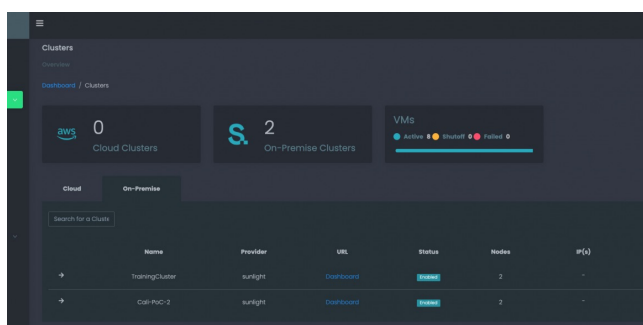 Clusters
Overview
Dashboard / Clusters
aws 0 Cloud Clusters
S. 2 On-Premise Clusters
VMs
Active 8 Shutoff 0 Failed 0
Cloud On-Premise
Search for a Cluste
Name Provider URL Status Nodes IP(s)
TrainingCluster sunlight Dashboard Enabled 2 -
Call-PoC-2 sunlight Dashboard Enabled 2 -